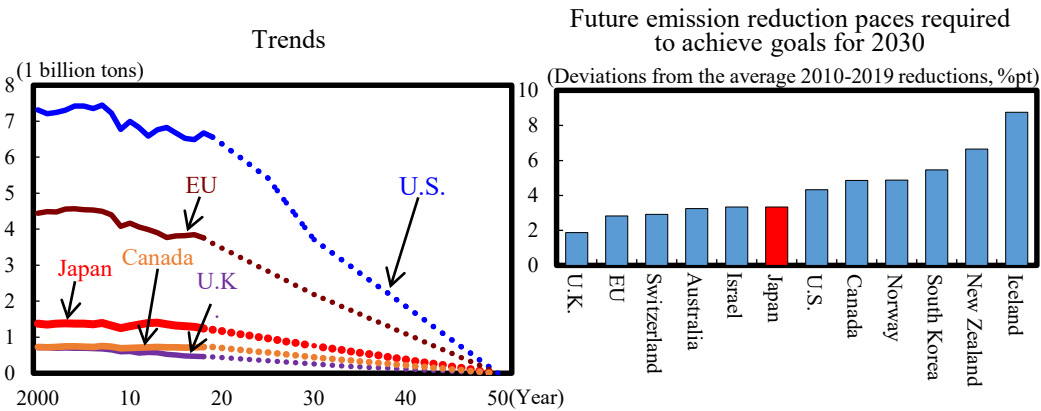 Trends
(1 billion tons)
8
7
6
5
4
3
2
1
0
EU
U.S.
Japan
Canada
U.K
.
2000 10 20 30 40 50(Year)
Future emission reduction paces required
to achieve goals for 2030
(Deviations from the average 2010-2019 reductions, %pt)
10
8
6
4
2
0
U.K.
EU
Switzerland
Australia
Israel
Japan
U.S.
Canada
Norway
South Korea
New Zealand
Iceland